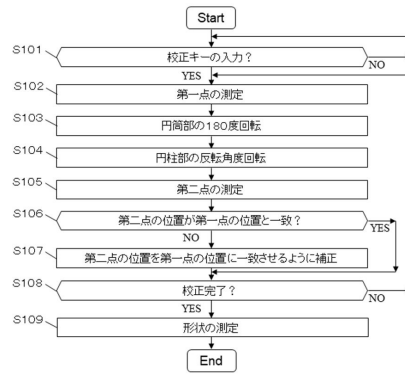 Start
S101
校正キーの入力？
NO
YES
S102
第一点の測定
S103
円筒部の180度回転
S104
円柱部の反転角度回転
S105
第二点の測定
S106
第二点の位置が第一点の位置と一致？
YES
NO
S107
第二点の位置を第一点の位置に一致させるように補正
S108
校正完了？
NO
YES
S109
形状の測定
End